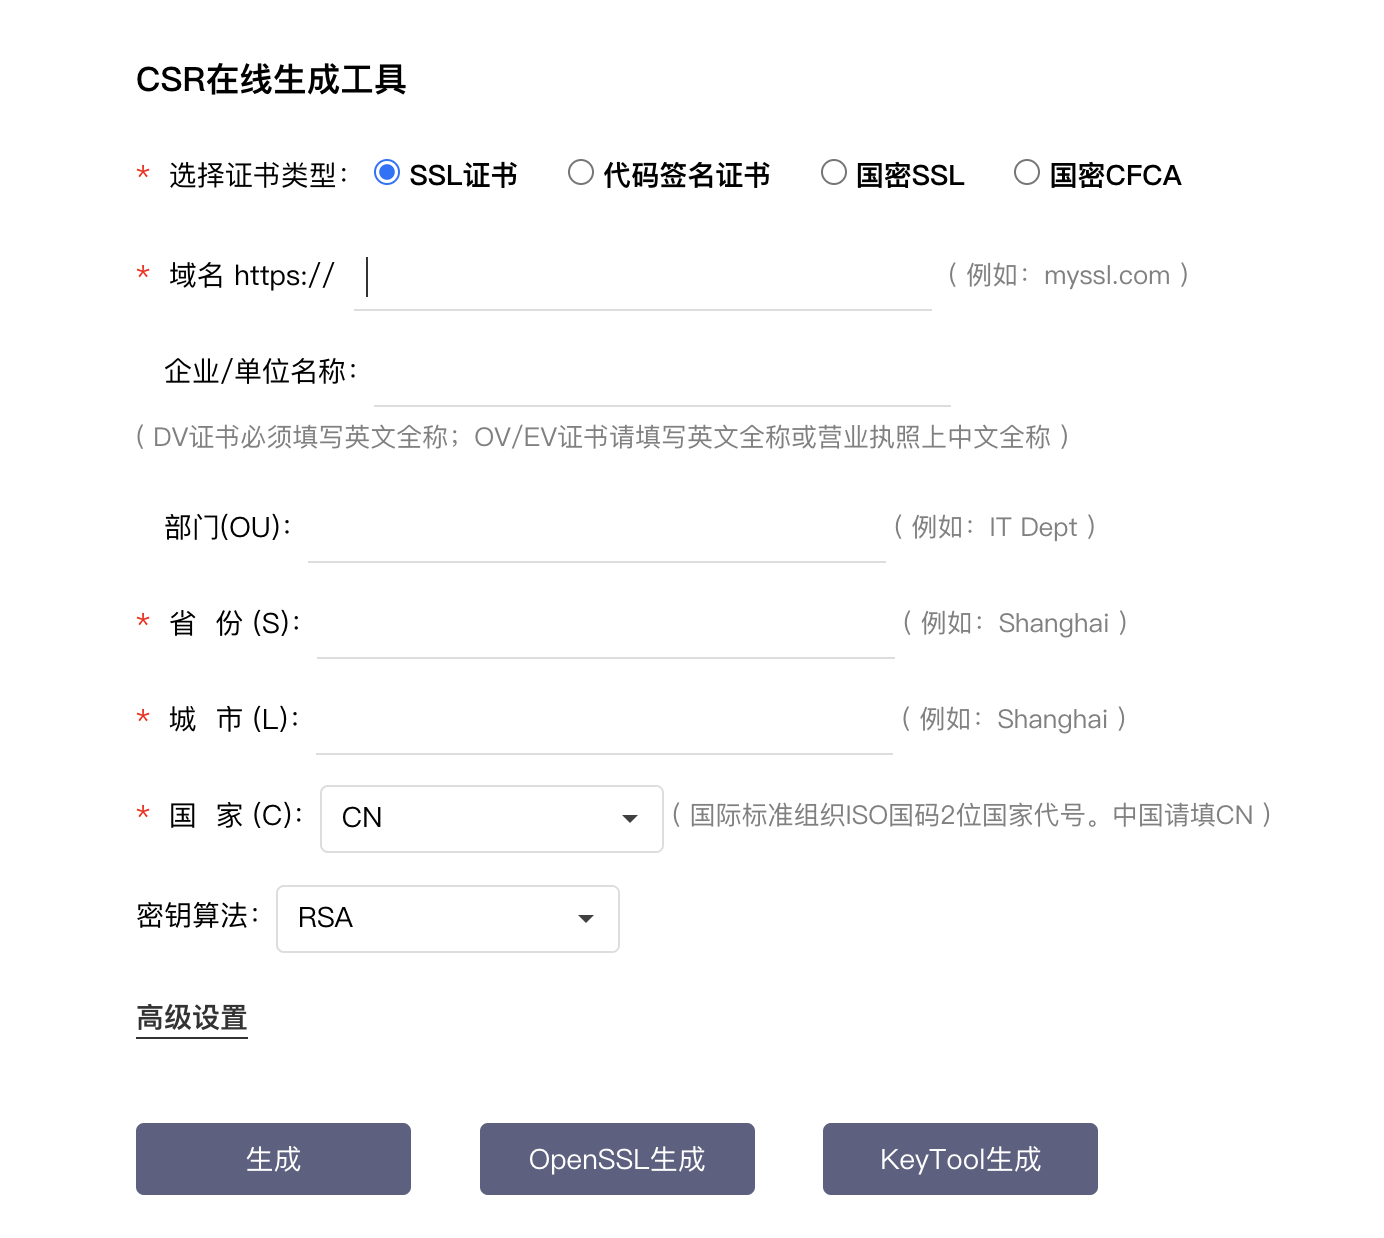 CSR在线生成工具
* 选择证书类型： SSL证书 代码签名证书 国密SSL 国密CFCA
* 域名 https:// （ 例如：myssl.com ）
企业/单位名称：
（ DV证书必须填写英文全称；OV/EV证书请填写英文全称或营业执照上中文全称 ）
部门(OU)： （ 例如：IT Dept ）
* 省 份 (S)： （ 例如：Shanghai ）
* 城 市 (L)： （ 例如：Shanghai ）
* 国 家 (C)： CN （ 国际标准组织ISO国码2位国家代号。中国请填CN ）
密钥算法： RSA
高级设置
生成 OpenSSL生成 KeyTool生成